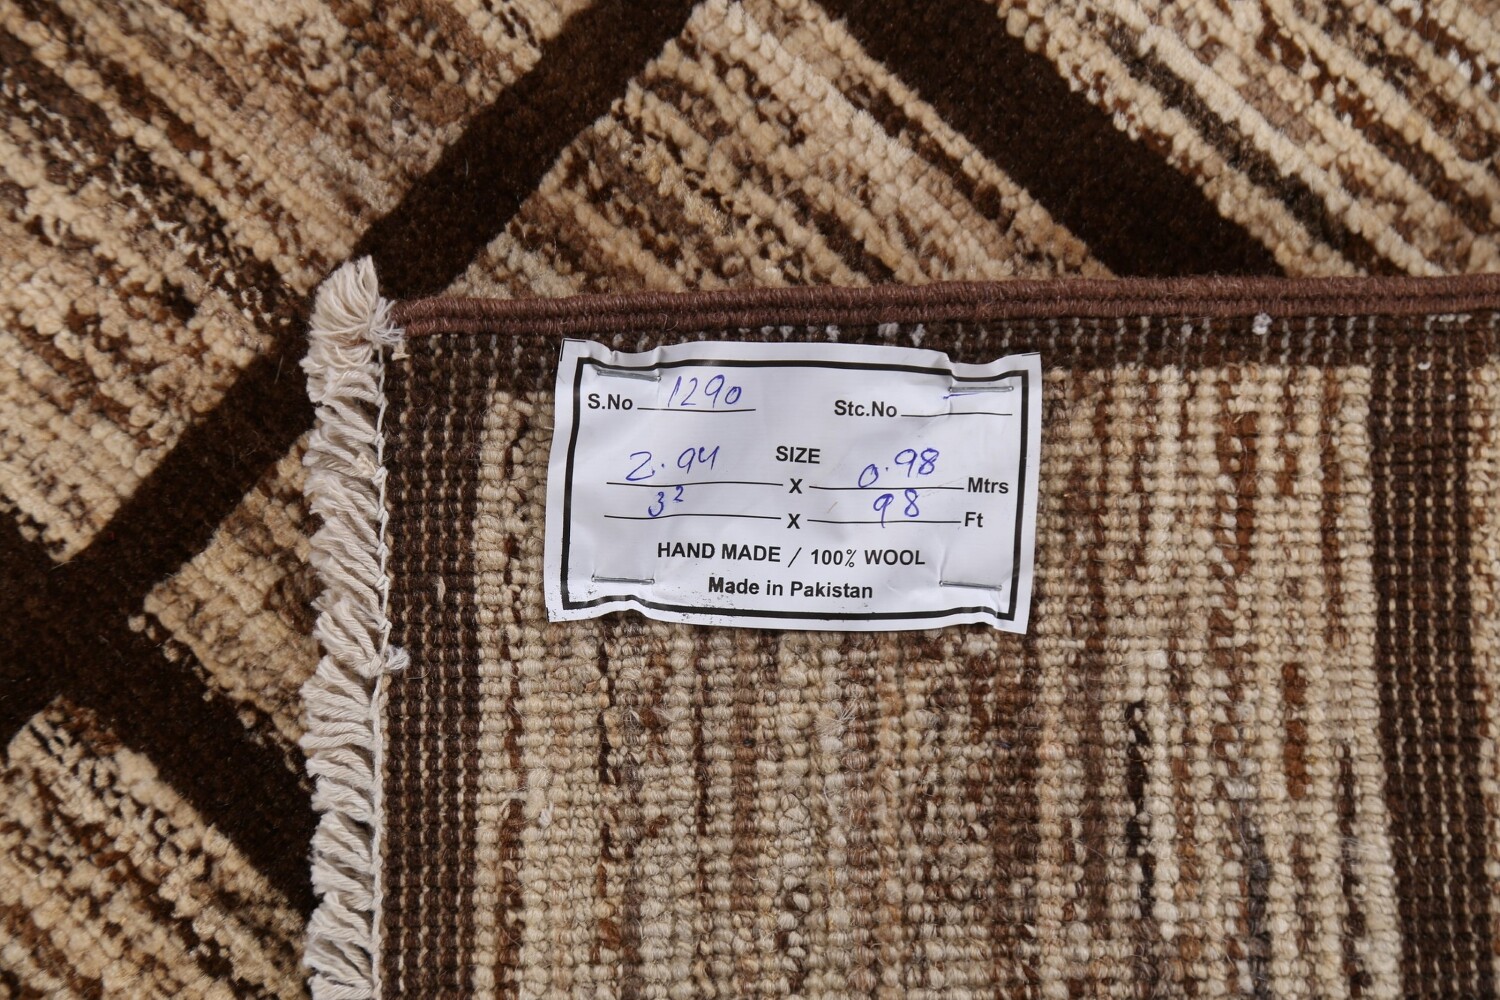 S.No 1290 Stc.No
SIZE
2.94 X 0.98 Mtrs
3² X 98 Ft
HAND MADE / 100% WOOL
Made in Pakistan